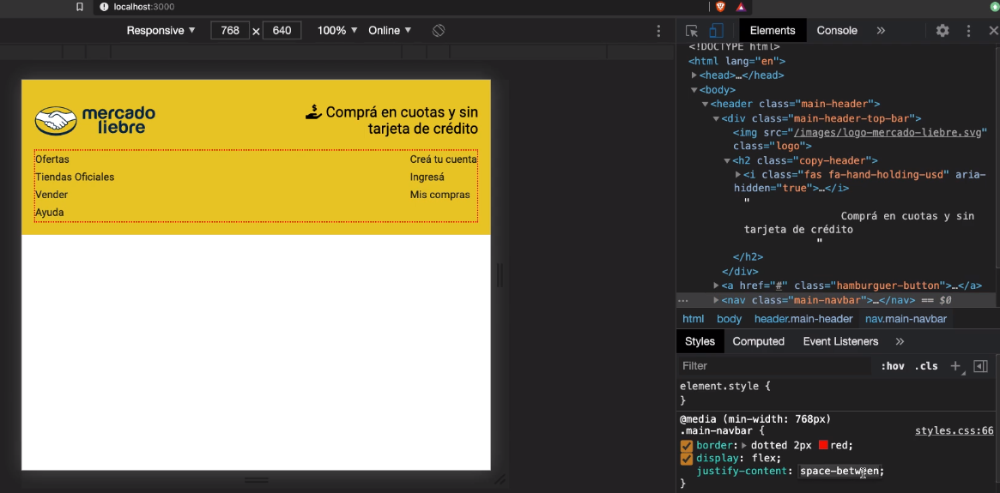 localhost:3000
Responsive ▼ 768 × 640 100% ▼ Online ▼
Elements Console »
mercado
liebre
Comprá en cuotas y sin
tarjeta de crédito
Ofertas Creá tu cuenta
Tiendas Oficiales Ingresá
Vender Mis compras
Ayuda
<!DOCTYPE html>
<html lang="en">
▶<head>…</head>
▼<body>
▼<header class="main-header">
▼<div class="main-header-top-bar">
<img src="/images/logo-mercado-liebre.svg"
class="logo">
▼<h2 class="copy-header">
▶<i class="fas fa-hand-holding-usd" aria-
hidden="true">…</i>
"
Comprá en cuotas y sin
tarjeta de crédito
"
</h2>
</div>
▶<a href="#" class="hamburguer-button">…</a>
… ▶<nav class="main-navbar">…</nav> == $0
html body header.main-header nav.main-navbar
Styles Computed Event Listeners »
Filter :hov .cls +
element.style {
}
@media (min-width: 768px)
.main-navbar { styles.css:66
border:▶ dotted 2px red;
display: flex;
justify-content: space-between;
}